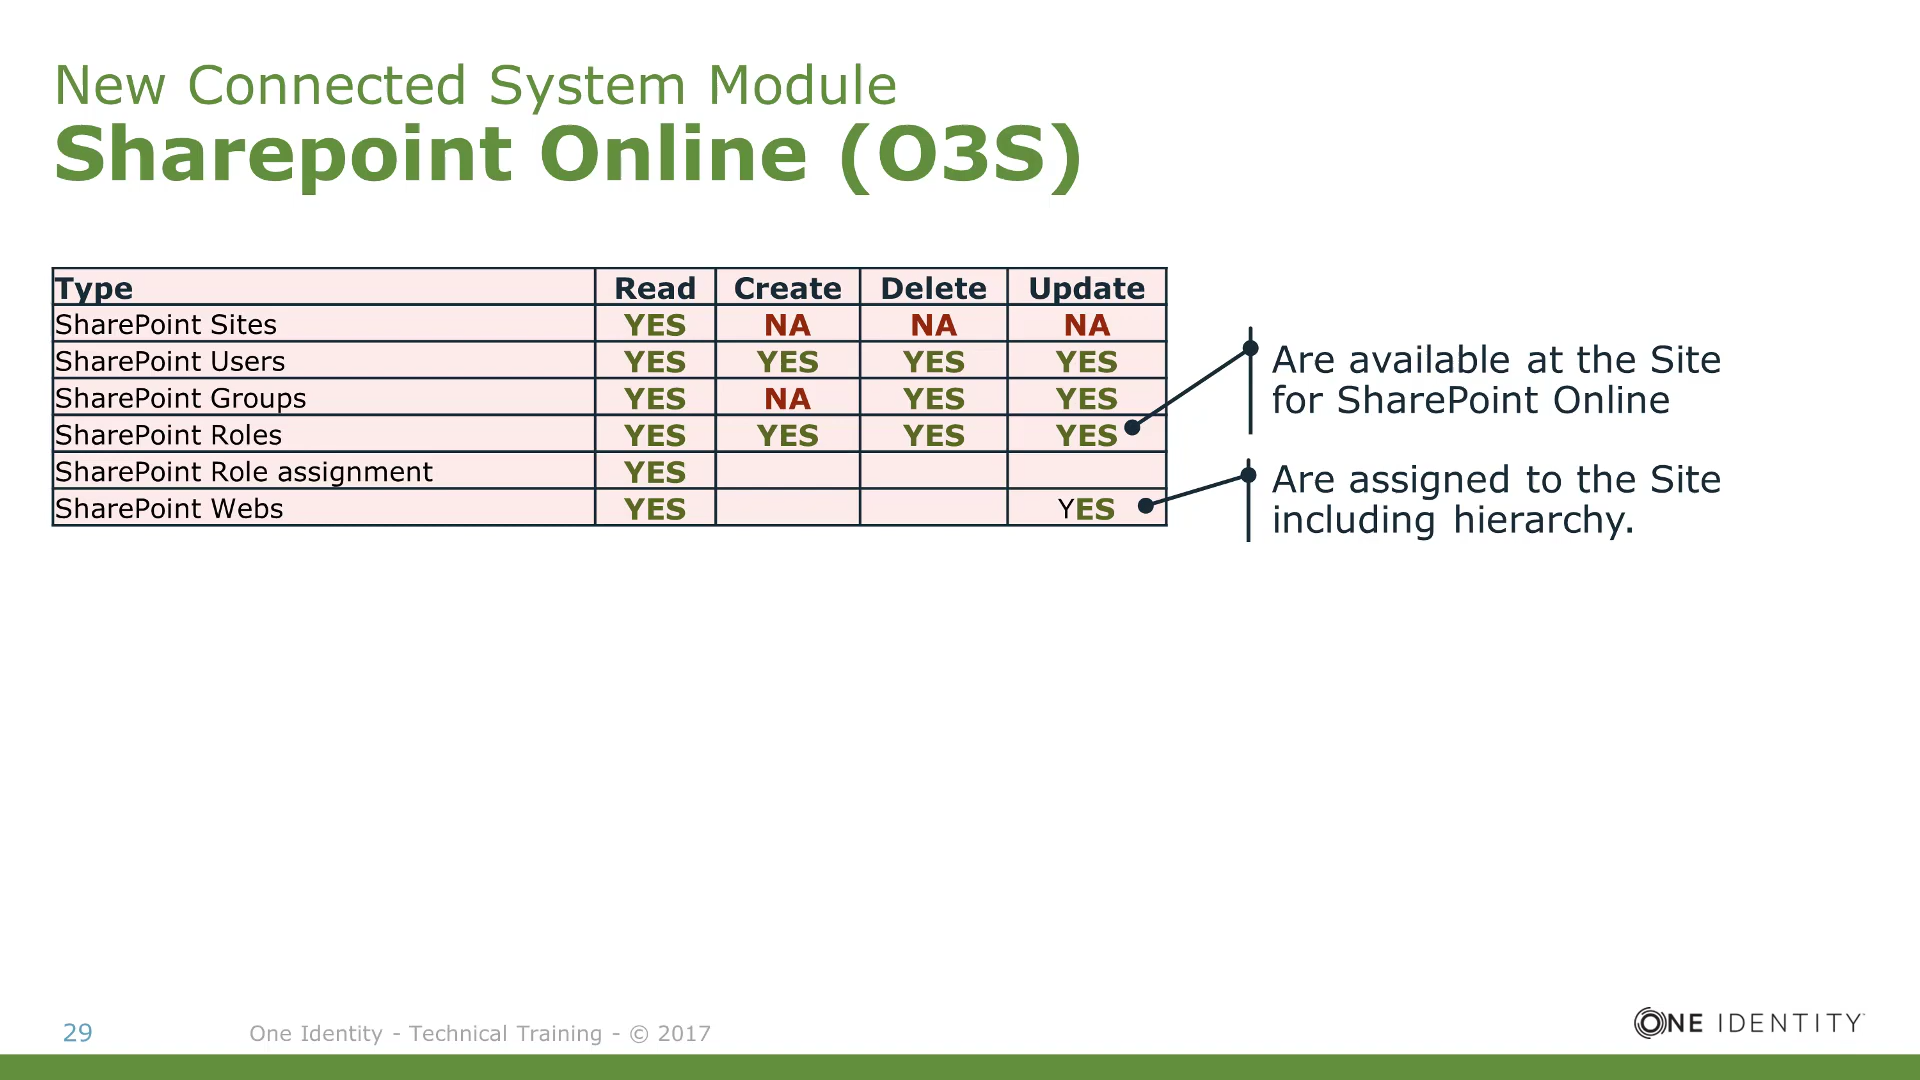 New Connected System Module
Sharepoint Online (O3S)
Type Read Create Delete Update
SharePoint Sites YES NA NA NA
SharePoint Users YES YES YES YES
SharePoint Groups YES NA YES YES
SharePoint Roles YES YES YES YES
SharePoint Role assignment YES
SharePoint Webs YES YES
Are available at the Site
for SharePoint Online
Are assigned to the Site
including hierarchy.
29
One Identity - Technical Training - © 2017
ONE IDENTITY